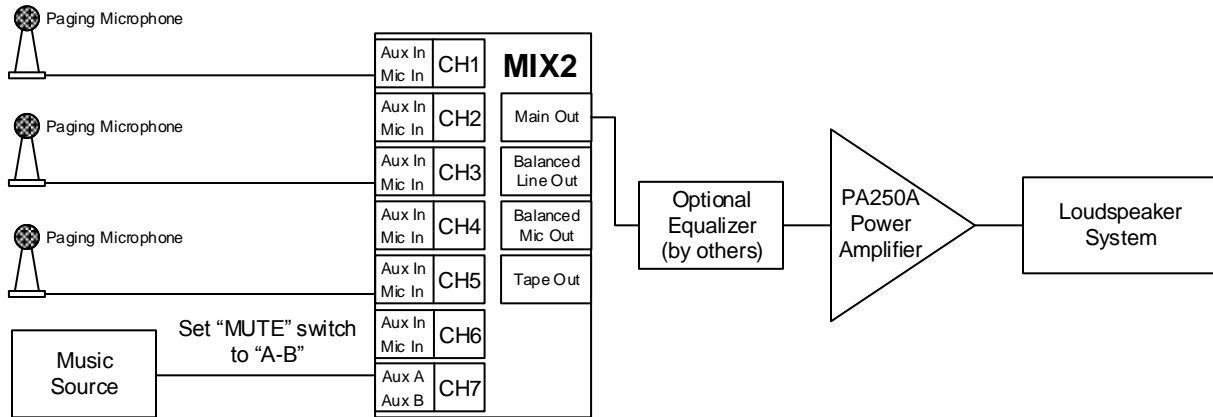 Paging Microphone
Paging Microphone
Paging Microphone
Music
Source
Set “MUTE” switch
to “A-B”
MIX2
Aux In
Mic In
CH1
Aux In
Mic In
CH2
Aux In
Mic In
CH3
Aux In
Mic In
CH4
Aux In
Mic In
CH5
Aux In
Mic In
CH6
Aux A
Aux B
CH7
Main Out
Balanced
Line Out
Balanced
Mic Out
Tape Out
Optional
Equalizer
(by others)
PA250A
Power
Amplifier
Loudspeaker
System